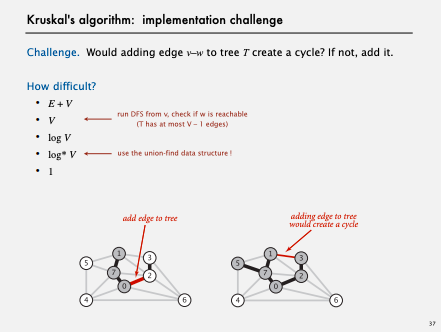 Kruskal's algorithm: implementation challenge
Challenge. Would adding edge v–w to tree T create a cycle? If not, add it.
How difficult?
• E + V
• V
run DFS from v, check if w is reachable
(T has at most V – 1 edges)
• log V
• log* V
use the union-find data structure !
• 1
add edge to tree
adding edge to tree
would create a cycle
5 1 3 7 2 0 4 6
5 1 3 7 2 0 4 6
37